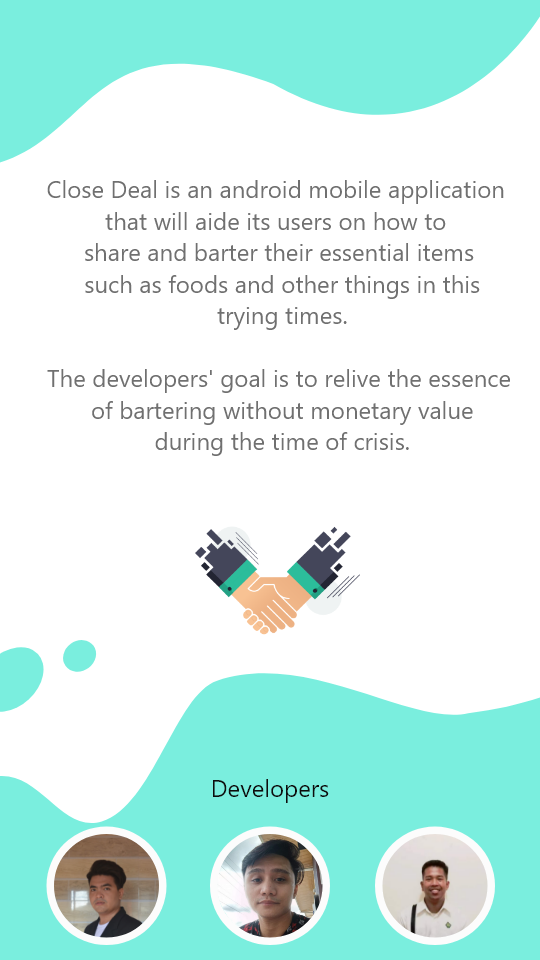 Close Deal is an android mobile application
that will aide its users on how to
share and barter their essential items
such as foods and other things in this
trying times.
The developers' goal is to relive the essence
of bartering without monetary value
during the time of crisis.
Developers